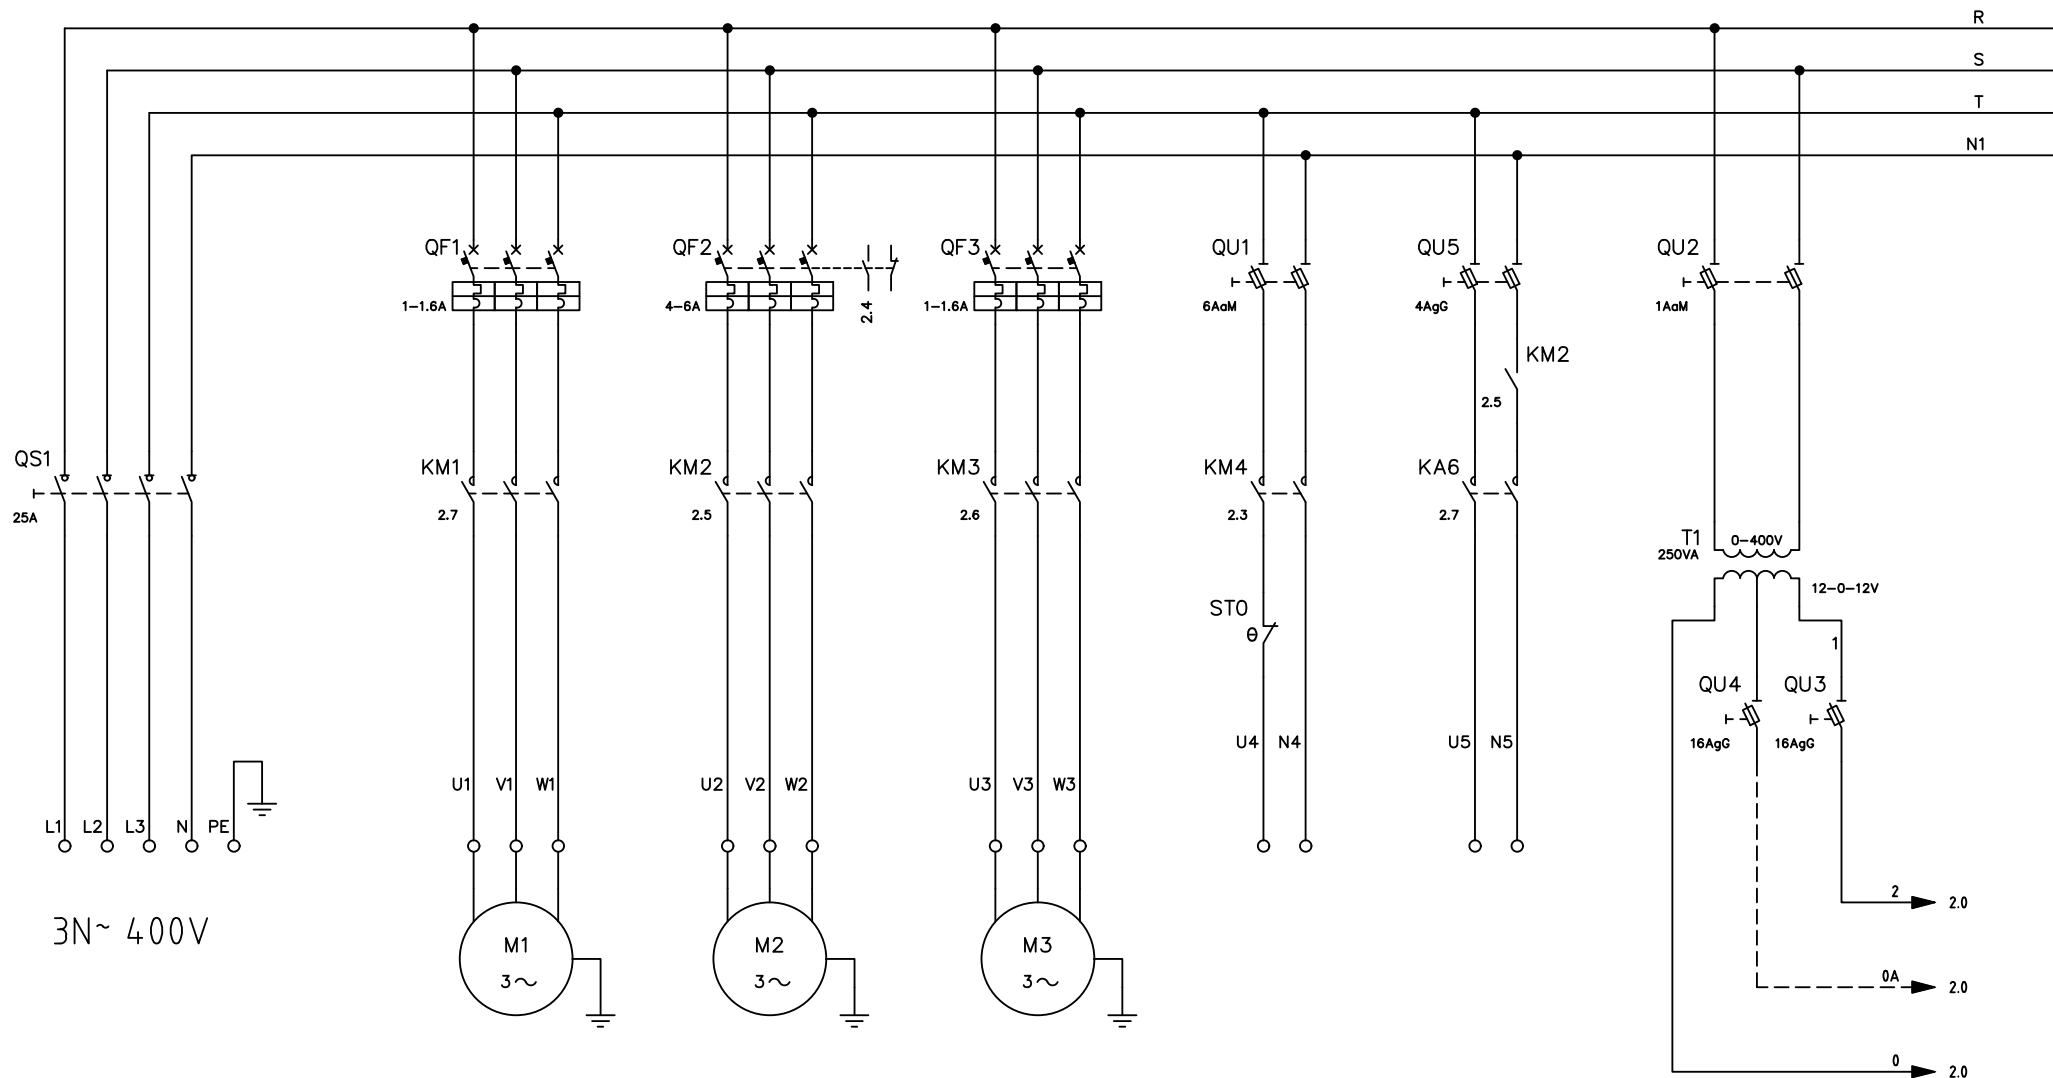 R
S
T
N1
QF1
QF2
QF3
QU1
QU5
QU2
1-1.6A
4-6A
2.4
1-1.6A
6AaM
4AgG
1AaM
KM2
2.5
QS1
25A
KM1
2.7
KM2
2.5
KM3
2.6
KM4
2.3
KA6
2.7
T1
250VA
0-400V
12-0-12V
STO
θ
1
QU4
QU3
16AgG
16AgG
U4 N4
U5 N5
U1 V1 W1
U2 V2 W2
U3 V3 W3
L1 L2 L3 N PE
3N~ 400V
M1
3~
M2
3~
M3
3~
2 2.0
0A 2.0
0 2.0